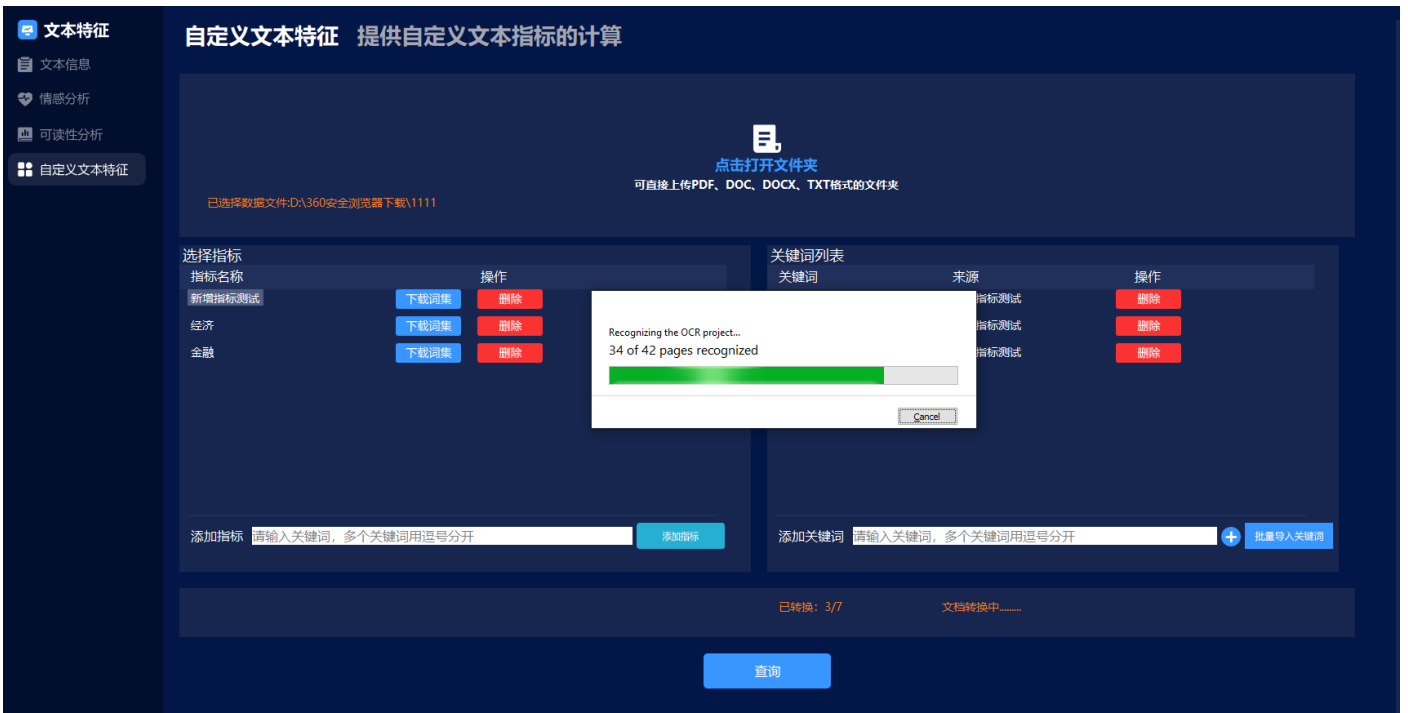 文本特征
文本信息
情感分析
可读性分析
自定义文本特征
自定义文本特征 提供自定义文本指标的计算
点击打开文件夹
可直接上传PDF、DOC、DOCX、TXT格式的文件夹
已选择数据文件:D:\360安全浏览器下载\1111
选择指标
指标名称 操作
新增指标测试 下载词集 删除
经济 下载词集 删除
金融 下载词集 删除
添加指标 请输入关键词，多个关键词用逗号分开 添加指标
关键词列表
关键词 来源 操作
指标测试 删除
指标测试 删除
指标测试 删除
Recognizing the OCR project...
34 of 42 pages recognized
Cancel
添加关键词 请输入关键词，多个关键词用逗号分开 批量导入关键词
已转换：3/7 文档转换中........
查询